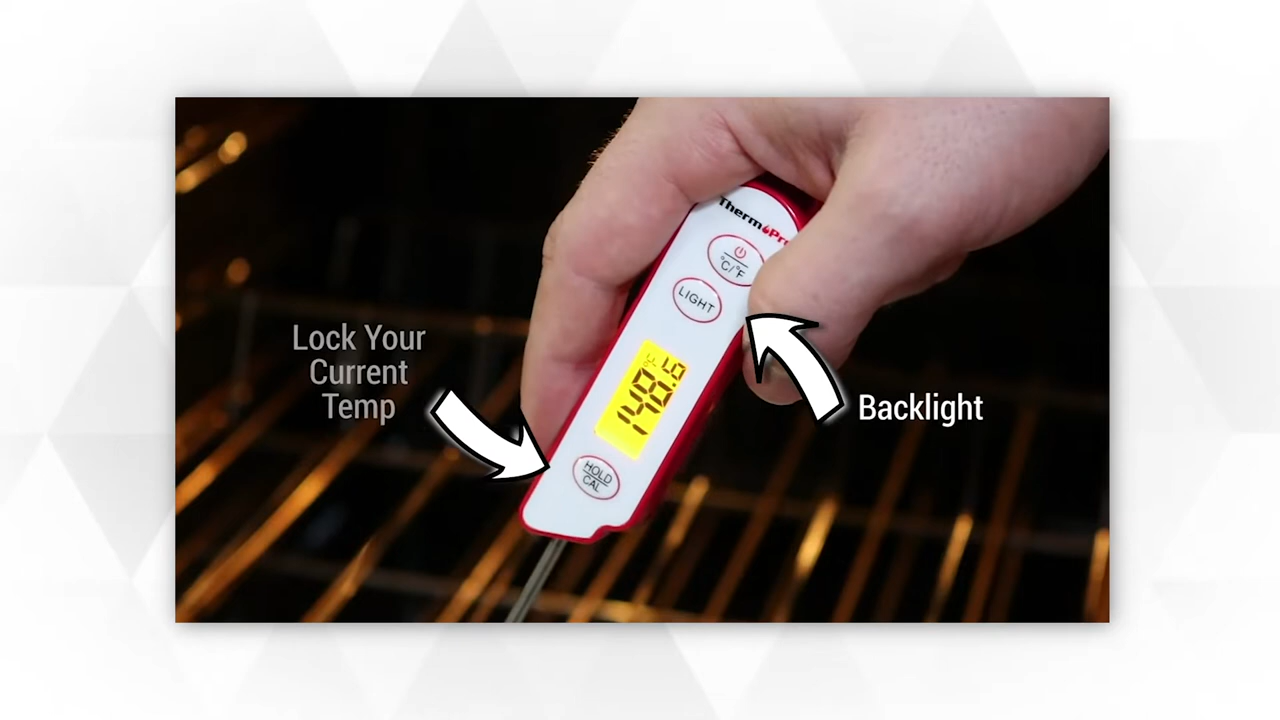 ThermoPro
°C/°F
LIGHT
Lock Your
Current
Temp
Backlight
HOLD
CAL